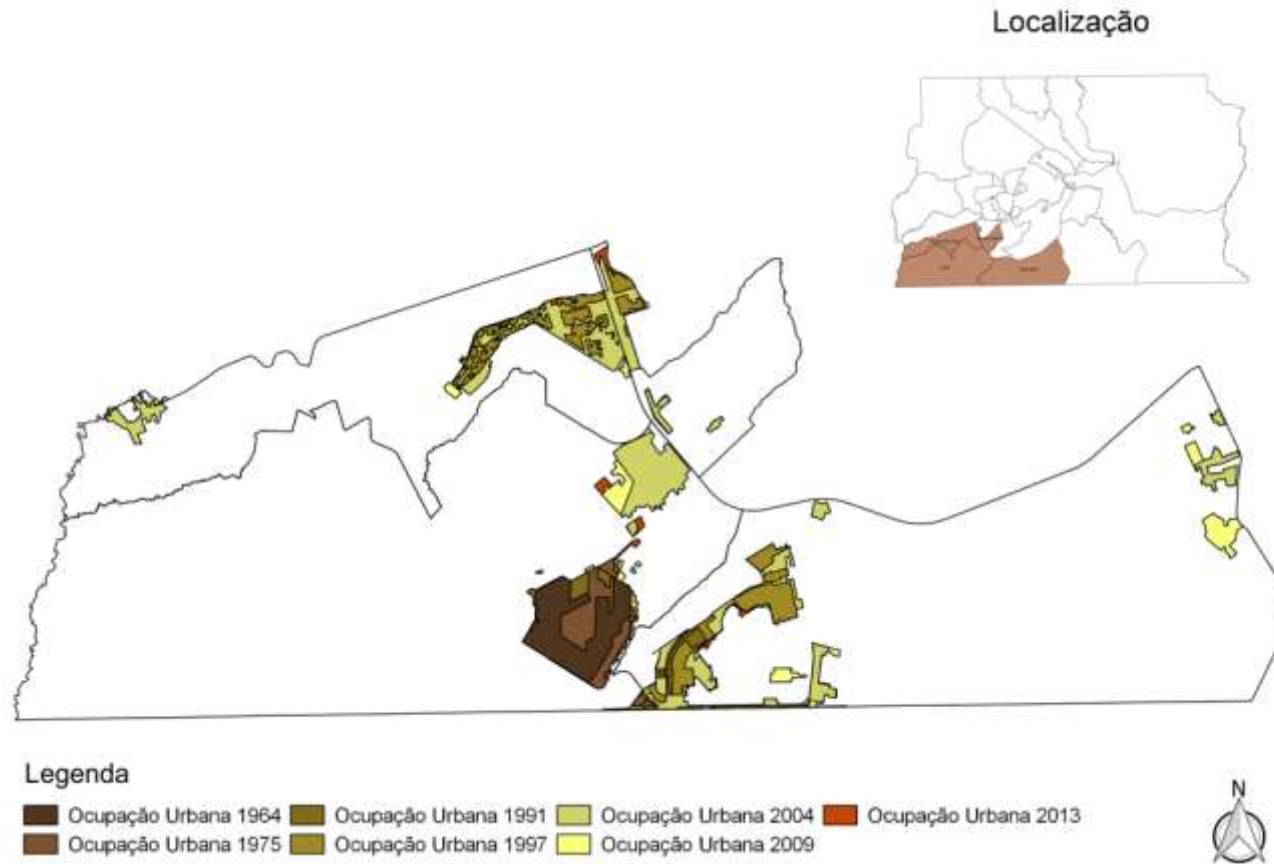 Localização
Legenda
Ocupação Urbana 1964
Ocupação Urbana 1991
Ocupação Urbana 2004
Ocupação Urbana 2013
Ocupação Urbana 1975
Ocupação Urbana 1997
Ocupação Urbana 2009
N